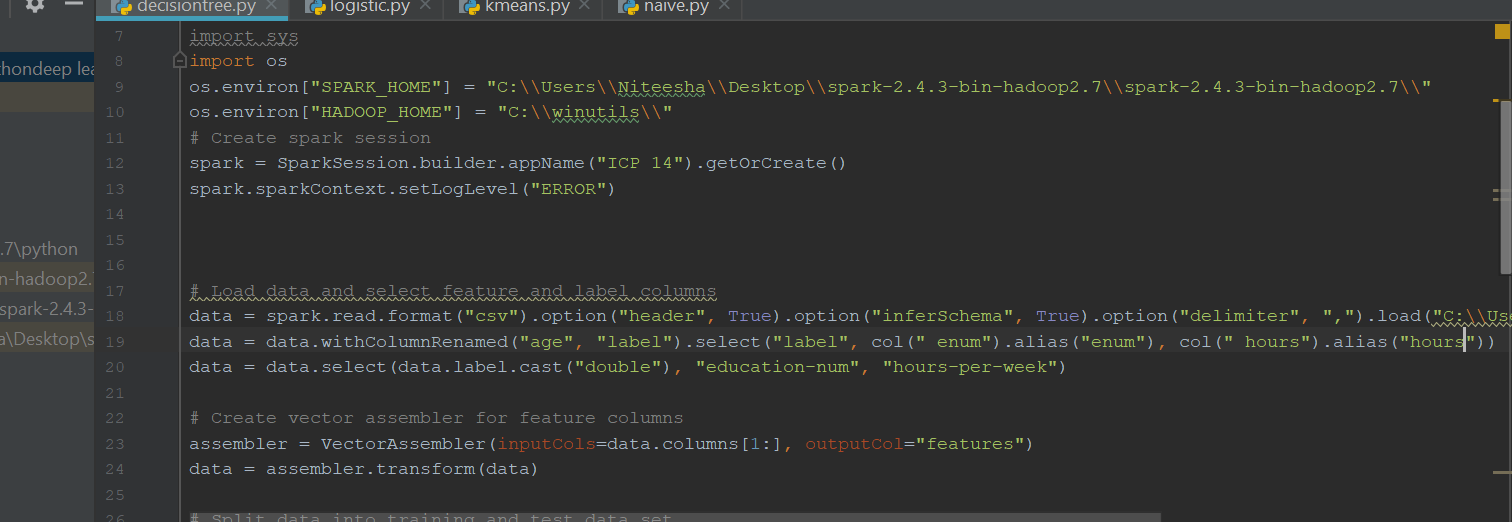 decisiontree.py
logistic.py
kmeans.py
naive.py
7 import sys
8 import os
9 os.environ["SPARK_HOME"] = "C:\\Users\\Niteesha\\Desktop\\spark-2.4.3-bin-hadoop2.7\\spark-2.4.3-bin-hadoop2.7\\"
10 os.environ["HADOOP_HOME"] = "C:\\winutils\\"
11 # Create spark session
12 spark = SparkSession.builder.appName("ICP 14").getOrCreate()
13 spark.sparkContext.setLogLevel("ERROR")
14
15
16
17 # Load data and select feature and label columns
18 data = spark.read.format("csv").option("header", True).option("inferSchema", True).option("delimiter", ",").load("C:\\Use
19 data = data.withColumnRenamed("age", "label").select("label", col(" enum").alias("enum"), col(" hours").alias("hours"))
20 data = data.select(data.label.cast("double"), "education-num", "hours-per-week")
21
22 # Create vector assembler for feature columns
23 assembler = VectorAssembler(inputCols=data.columns[1:], outputCol="features")
24 data = assembler.transform(data)
25
26 # Split data into training and test data set
thondeep lea
.7\python
n-hadoop2.7
spark-2.4.3-
a\Desktop\s